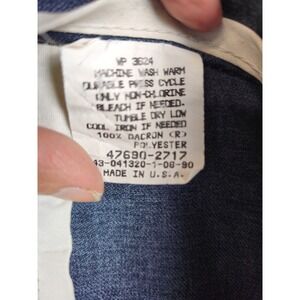 WP 3624
MACHINE WASH WARM
DURABLE PRESS CYCLE
ONLY NON-CHLORINE
BLEACH IF NEEDED.
TUMBLE DRY LOW
COOL IRON IF NEEDED
100% DACRON (R)
POLYESTER
47690-2717
43-041320-1-08-90
MADE IN U.S.A.